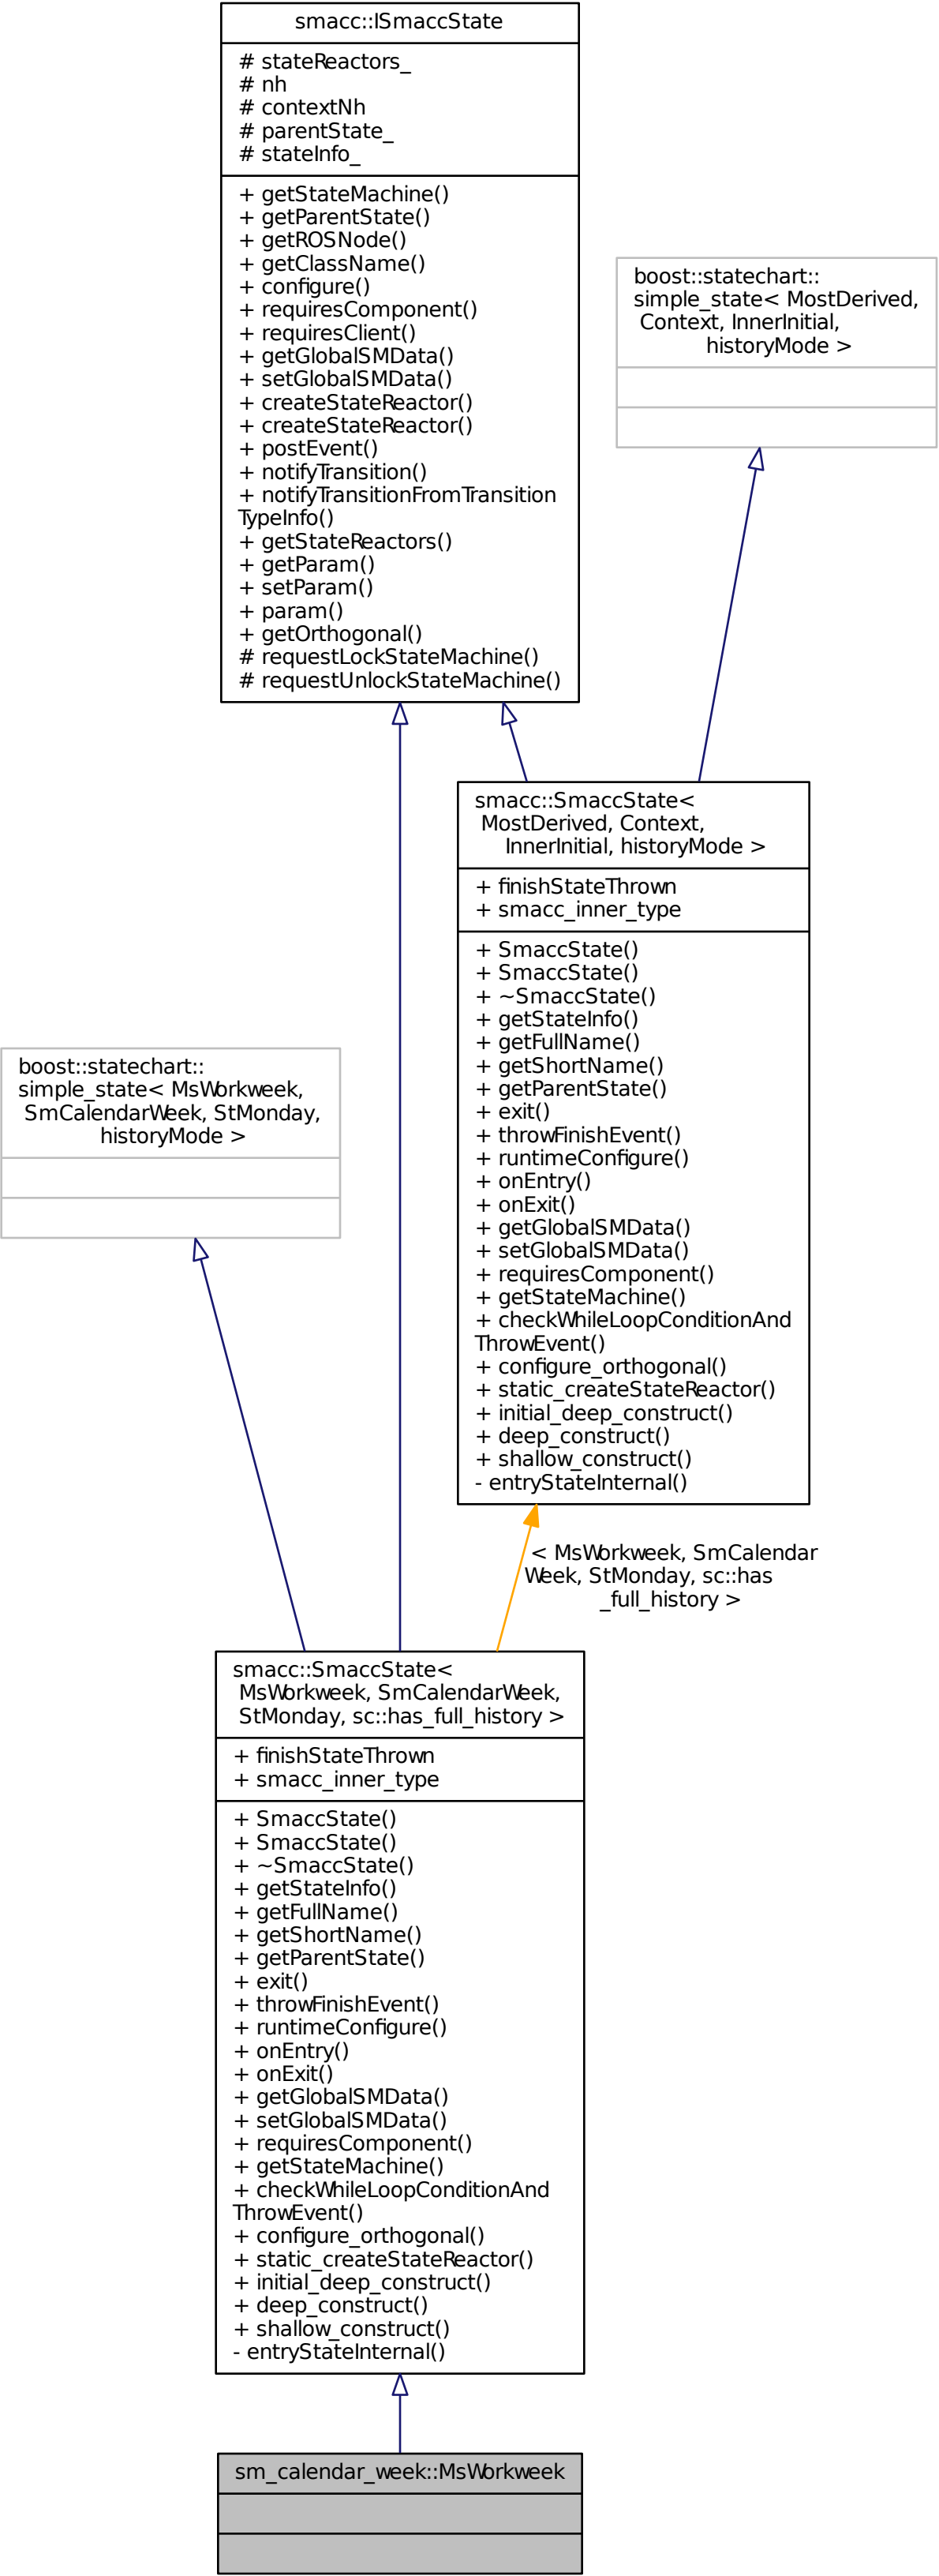 smacc::ISmaccState
# stateReactors_
# nh
# contextNh
# parentState_
# stateInfo_
+ getStateMachine()
+ getParentState()
+ getROSNode()
+ getClassName()
+ configure()
+ requiresComponent()
+ requiresClient()
+ getGlobalSMData()
+ setGlobalSMData()
+ createStateReactor()
+ createStateReactor()
+ postEvent()
+ notifyTransition()
+ notifyTransitionFromTransition
TypeInfo()
+ getStateReactors()
+ getParam()
+ setParam()
+ param()
+ getOrthogonal()
# requestLockStateMachine()
# requestUnlockStateMachine()
boost::statechart::
simple_state< MostDerived,
Context, InnerInitial,
historyMode >
smacc::SmaccState<
MostDerived, Context,
InnerInitial, historyMode >
+ finishStateThrown
+ smacc_inner_type
+ SmaccState()
+ SmaccState()
+ ~SmaccState()
+ getStateInfo()
+ getFullName()
+ getShortName()
+ getParentState()
+ exit()
+ throwFinishEvent()
+ runtimeConfigure()
+ onEntry()
+ onExit()
+ getGlobalSMData()
+ setGlobalSMData()
+ requiresComponent()
+ getStateMachine()
+ checkWhileLoopConditionAnd
ThrowEvent()
+ configure_orthogonal()
+ static_createStateReactor()
+ initial_deep_construct()
+ deep_construct()
+ shallow_construct()
- entryStateInternal()
boost::statechart::
simple_state< MsWorkweek,
SmCalendarWeek, StMonday,
historyMode >
< MsWorkweek, SmCalendar
Week, StMonday, sc::has
_full_history >
smacc::SmaccState<
MsWorkweek, SmCalendarWeek,
StMonday, sc::has_full_history >
+ finishStateThrown
+ smacc_inner_type
+ SmaccState()
+ SmaccState()
+ ~SmaccState()
+ getStateInfo()
+ getFullName()
+ getShortName()
+ getParentState()
+ exit()
+ throwFinishEvent()
+ runtimeConfigure()
+ onEntry()
+ onExit()
+ getGlobalSMData()
+ setGlobalSMData()
+ requiresComponent()
+ getStateMachine()
+ checkWhileLoopConditionAnd
ThrowEvent()
+ configure_orthogonal()
+ static_createStateReactor()
+ initial_deep_construct()
+ deep_construct()
+ shallow_construct()
- entryStateInternal()
sm_calendar_week::MsWorkweek